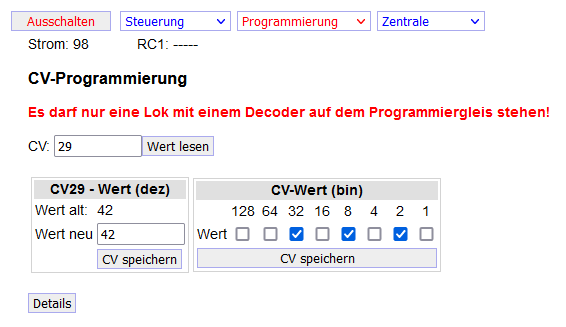 Ausschalten Steuerung Programmierung Zentrale
Strom: 98 RC1: -----
CV-Programmierung
Es darf nur eine Lok mit einem Decoder auf dem Programmiergleis stehen!
CV: 29 Wert lesen
CV29 - Wert (dez)
Wert alt: 42
Wert neu 42
CV speichern
CV-Wert (bin)
128 64 32 16 8 4 2 1
Wert
CV speichern
Details